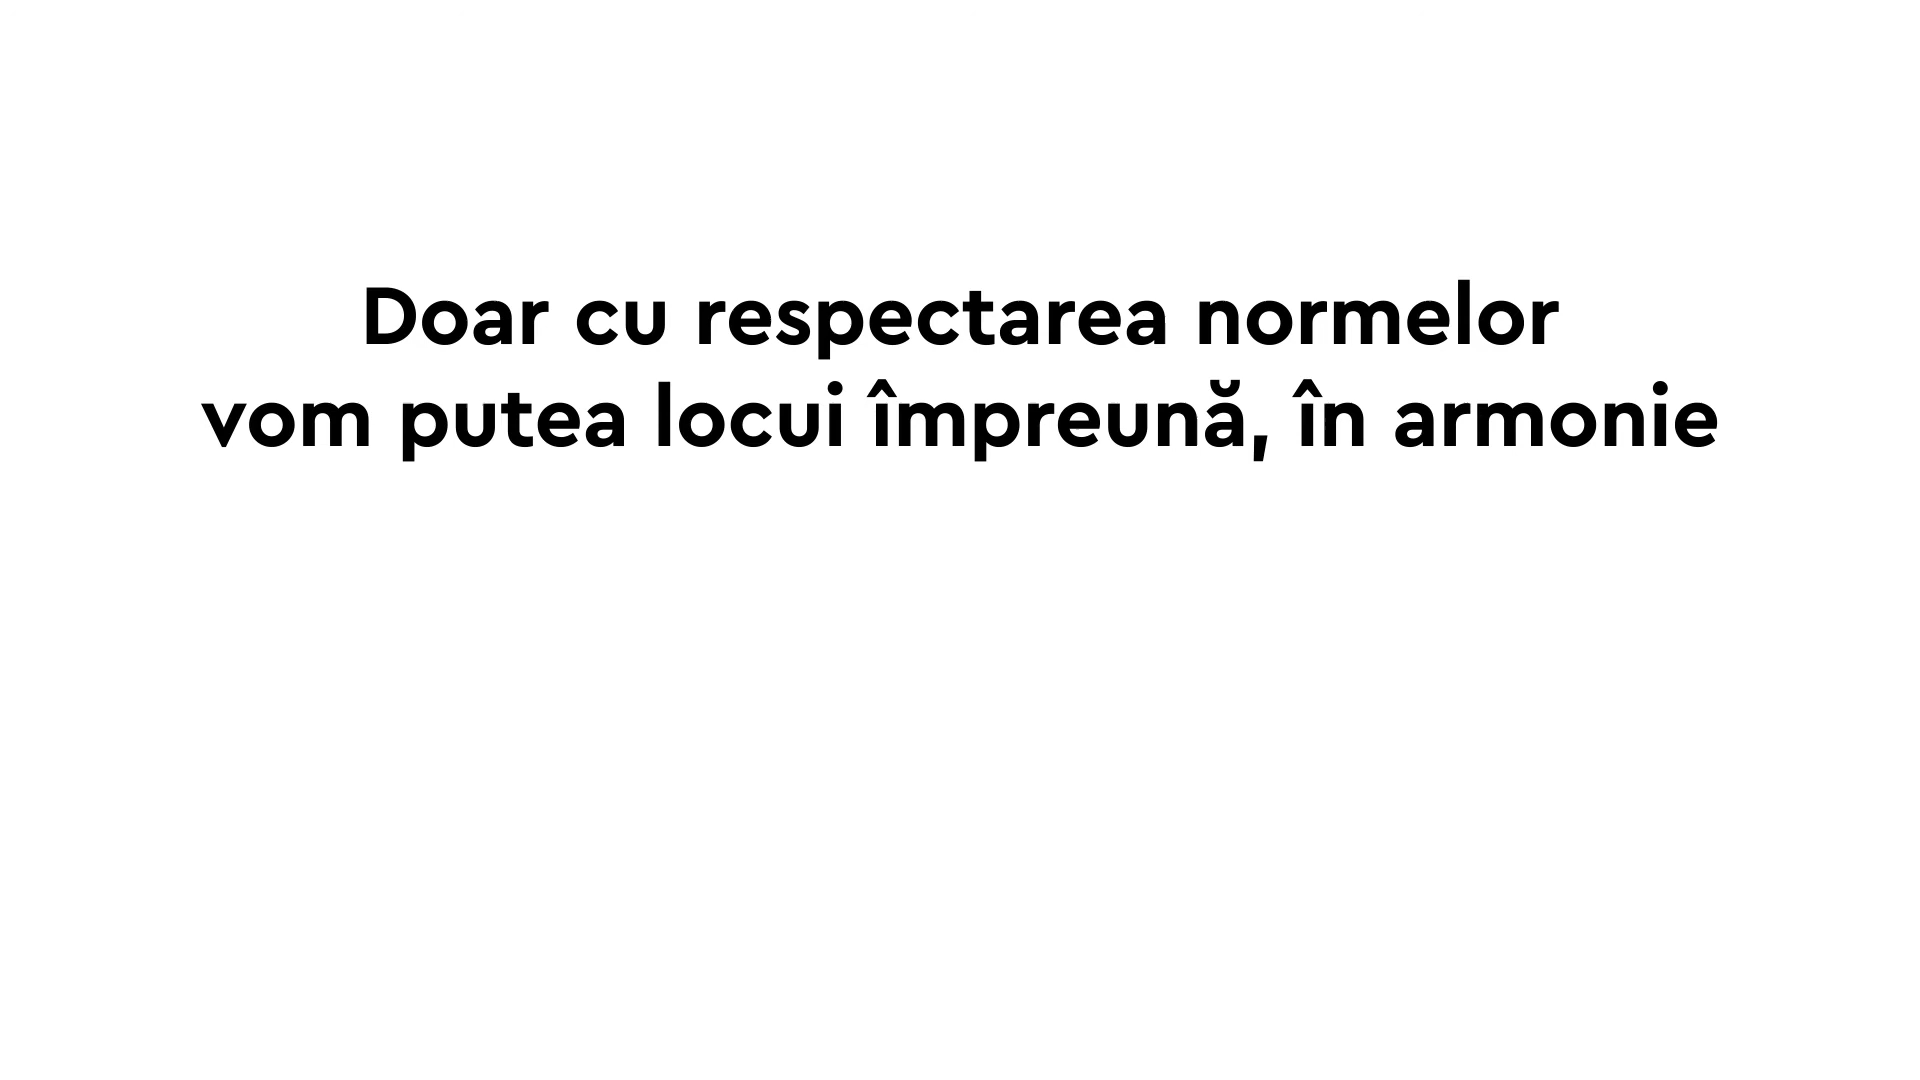 Doar cu respectarea normelor
vom putea locui împreună, în armonie